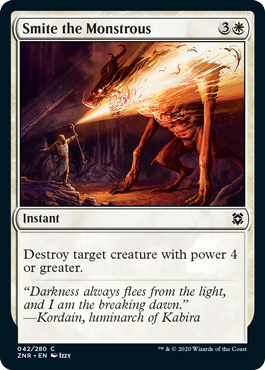 Smite the Monstrous 3
Instant
Destroy target creature with power 4
or greater.
“Darkness always flees from the light,
and I am the breaking dawn.”
—Kordain, luminarch of Kabira
042/280 C
ZNR • EN Izzy
™ & © 2020 Wizards of the Coast